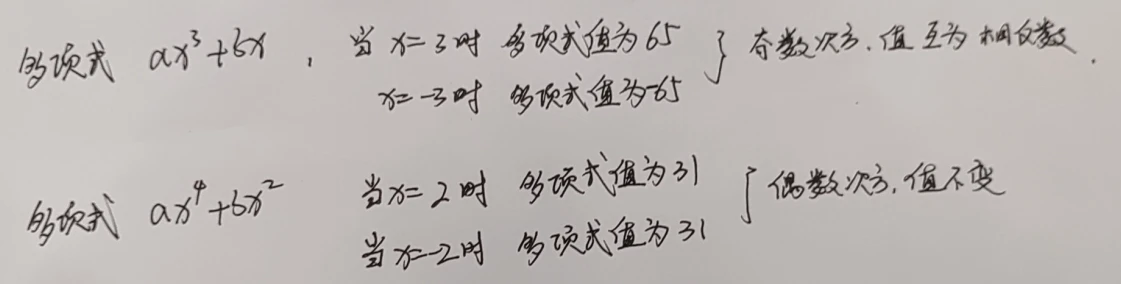 多项式 ax³+bx , 当 x=3时 多项式值为65 } 奇数次方, 值互为相反数.
x=-3时 多项式值为-65
多项式 ax⁴+bx² 当x=2时 多项式值为31 } 偶数次方, 值不变
当x=-2时 多项式值为31